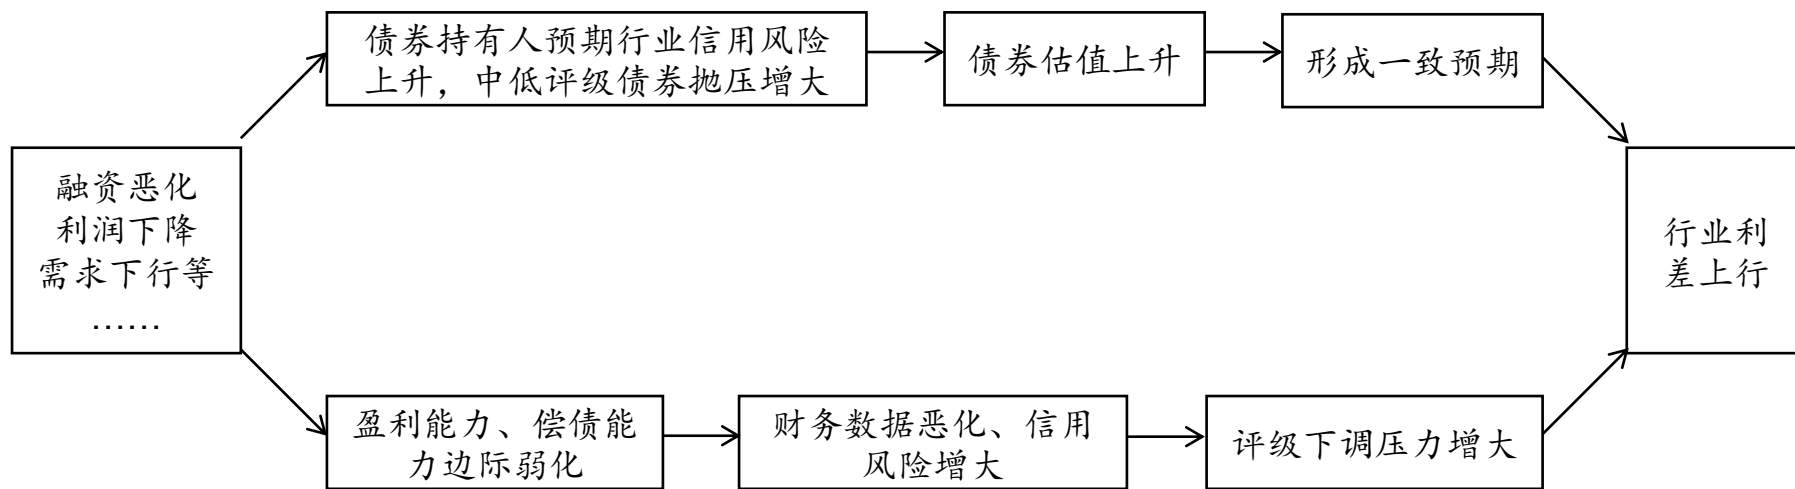 债券持有人预期行业信用风险
上升，中低评级债券抛压增大
债券估值上升
形成一致预期
融资恶化
利润下降
需求下行等
……
行业利
差上行
盈利能力、偿债能
力边际弱化
财务数据恶化、信用
风险增大
评级下调压力增大